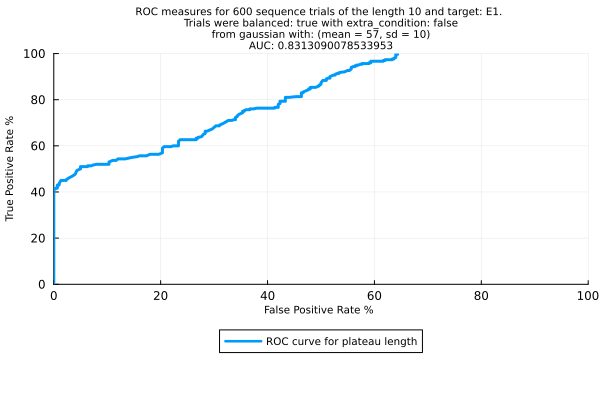 ROC measures for 600 sequence trials of the length 10 and target: E1.
Trials were balanced: true with extra_condition: false
from gaussian with: (mean = 57, sd = 10)
AUC: 0.8313090078533953
100
80
60
40
20
0
True Positive Rate %
0 20 40 60 80 100
False Positive Rate %
ROC curve for plateau length